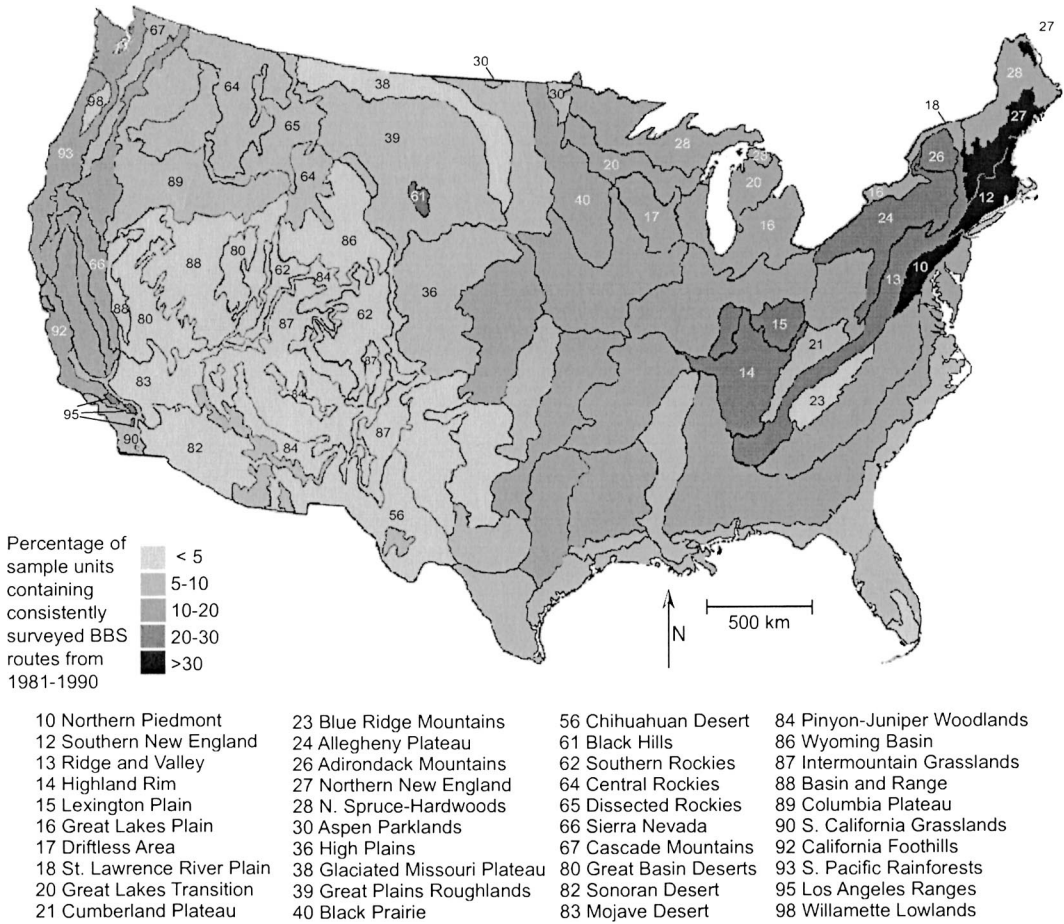 67
30
27
38
30
28
98
64
18
27
65
39
28
26
93
64
20
28
12
89
61
40
20
16
24
86
17
16
80
88
62
84
10
66
36
13
88
80
87
62
15
92
21
87
14
83
84
23
95
87
90
82
84
56
Percentage of
sample units
containing
consistently
surveyed BBS
routes from
1981-1990
< 5
5-10
10-20
20-30
>30
N
500 km
10 Northern Piedmont
12 Southern New England
13 Ridge and Valley
14 Highland Rim
15 Lexington Plain
16 Great Lakes Plain
17 Driftless Area
18 St. Lawrence River Plain
20 Great Lakes Transition
21 Cumberland Plateau
23 Blue Ridge Mountains
24 Allegheny Plateau
26 Adirondack Mountains
27 Northern New England
28 N. Spruce-Hardwoods
30 Aspen Parklands
36 High Plains
38 Glaciated Missouri Plateau
39 Great Plains Roughlands
40 Black Prairie
56 Chihuahuan Desert
61 Black Hills
62 Southern Rockies
64 Central Rockies
65 Dissected Rockies
66 Sierra Nevada
67 Cascade Mountains
80 Great Basin Deserts
82 Sonoran Desert
83 Mojave Desert
84 Pinyon-Juniper Woodlands
86 Wyoming Basin
87 Intermountain Grasslands
88 Basin and Range
89 Columbia Plateau
90 S. California Grasslands
92 California Foothills
93 S. Pacific Rainforests
95 Los Angeles Ranges
98 Willamette Lowlands